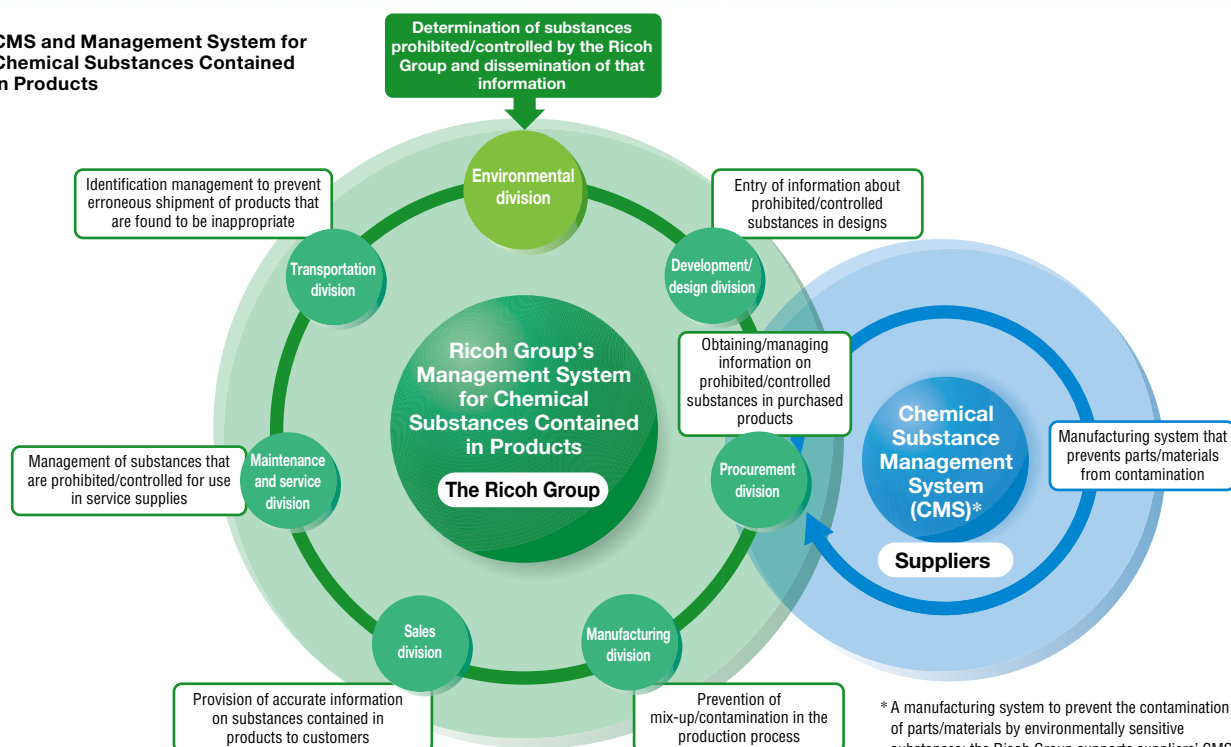 CMS and Management System for
Chemical Substances Contained
in Products
Determination of substances
prohibited/controlled by the Ricoh
Group and dissemination of that
information
Environmental
division
Identification management to prevent
erroneous shipment of products that
are found to be inappropriate
Entry of information about
prohibited/controlled
substances in designs
Transportation
division
Development/
design division
Obtaining/managing
information on
prohibited/controlled
substances in purchased
products
Ricoh Group's
Management System
for Chemical
Substances Contained
in Products
The Ricoh Group
Chemical
Substance
Management
System
(CMS)*
Suppliers
Manufacturing system that
prevents parts/materials
from contamination
Management of substances that
are prohibited/controlled for use
in service supplies
Maintenance
and service
division
Procurement
division
Sales
division
Manufacturing
division
Provision of accurate information
on substances contained in
products to customers
Prevention of
mix-up/contamination in the
production process
* A manufacturing system to prevent the contamination
of parts/materials by environmentally sensitive
substances; the Ricoh Group supports suppliers' CMS